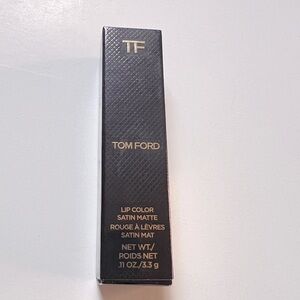 TF
TOM FORD
LIP COLOR
SATIN MATTE
ROUGE À LÈVRES
SATIN MAT
NET WT./
POIDS NET
.11 OZ./3.3 g